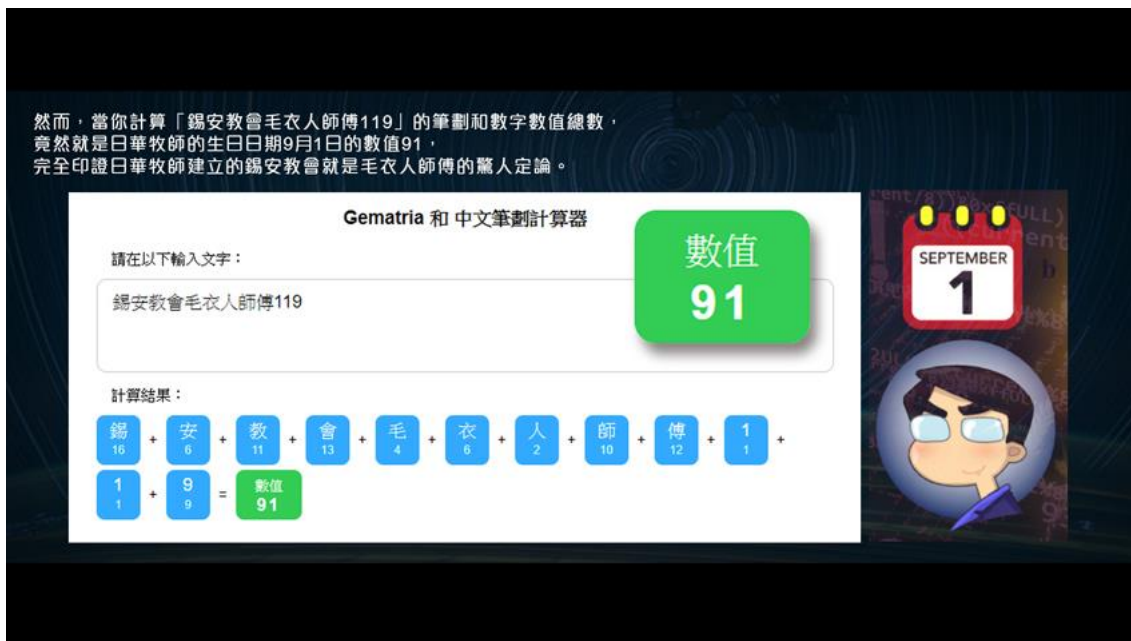 然而，當你計算「錫安教會毛衣人師傅119」的筆劃和數字數值總數，
竟然就是日華牧師的生日日期9月1日的數值91，
完全印證日華牧師建立的錫安教會就是毛衣人師傅的驚人定論。
Gematria 和 中文筆劃計算器
請在以下輸入文字：
錫安教會毛衣人師傅119
數值
91
計算結果：
錫 + 安 + 教 + 會 + 毛 + 衣 + 人 + 師 + 傅 + 1 +
16 6 11 13 4 6 2 10 12 1
1 + 9 = 數值
1 9 91
SEPTEMBER
1